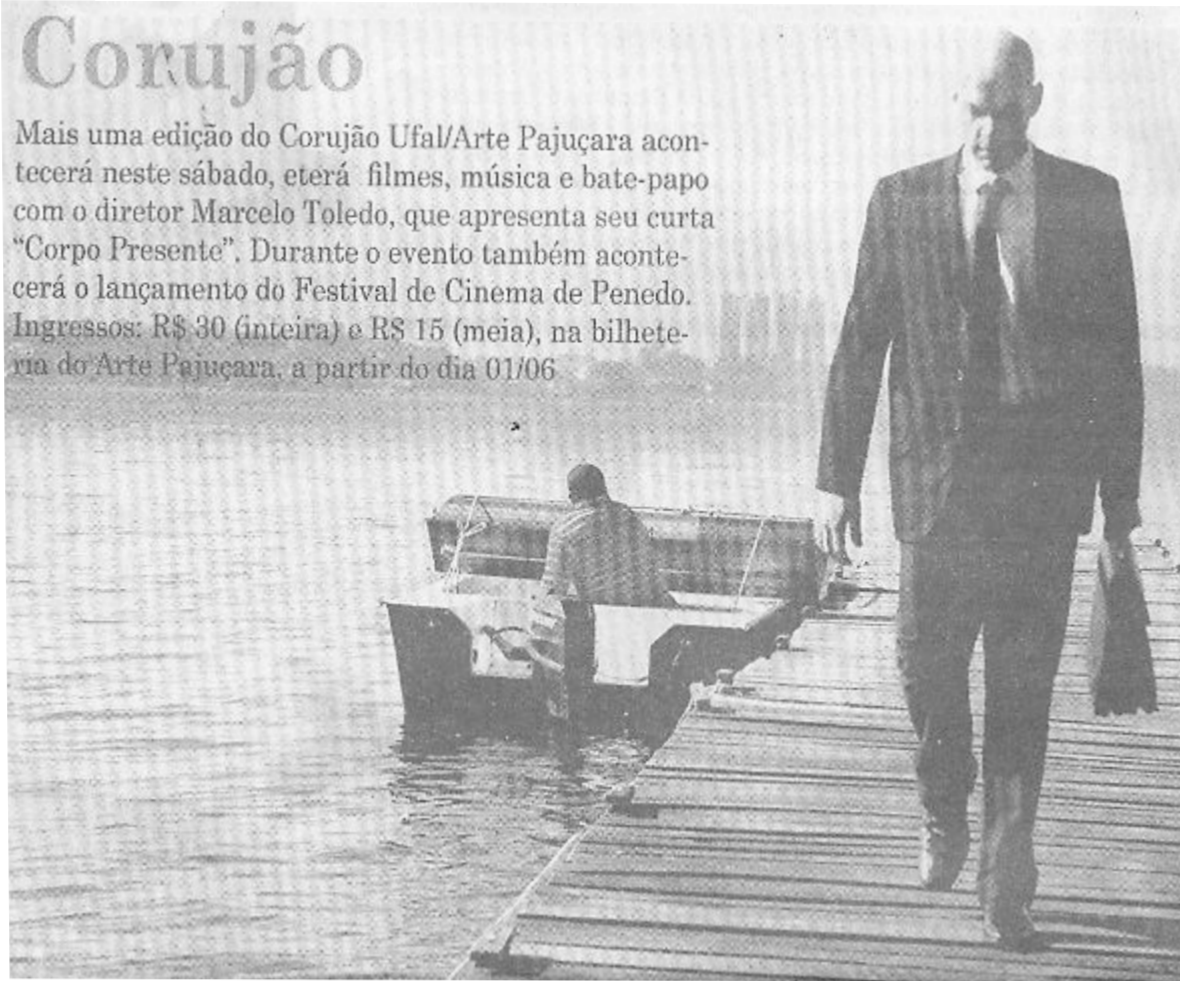 Corujão
Mais uma edição do Corujão Ufal/Arte Pajuçara acon-
tecerá neste sábado, eterá filmes, música e bate-papo
com o diretor Marcelo Toledo, que apresenta seu curta
“Corpo Presente”. Durante o evento também aconte-
cerá o lançamento do Festival de Cinema de Penedo.
Ingressos: R$ 30 (inteira) e R$ 15 (meia), na bilhete-
ria do Arte Pajuçara, a partir do dia 01/06